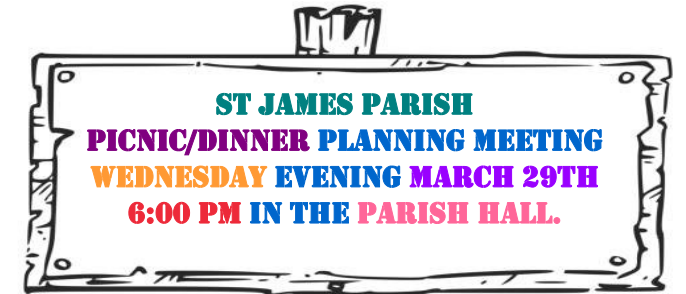 ST JAMES PARISH
PICNIC/DINNER PLANNING MEETING
WEDNESDAY EVENING MARCH 29TH
6:00 PM IN THE PARISH HALL.